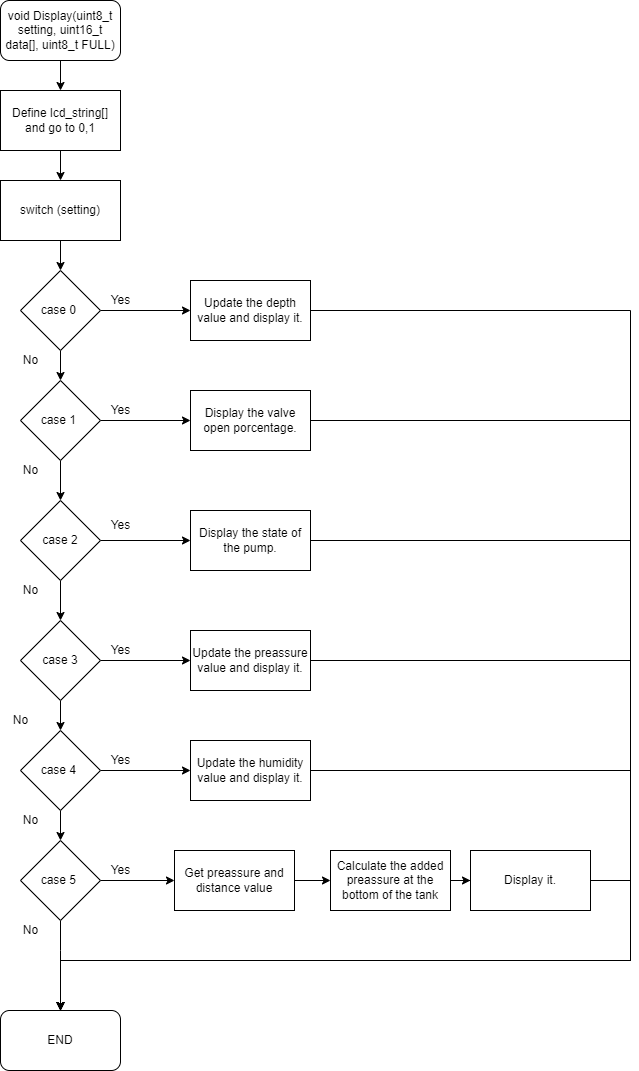 void Display(uint8_t
setting, uint16_t
data[], uint8_t FULL)
Define lcd_string[]
and go to 0,1
switch (setting)
case 0
Yes
Update the depth
value and display it.
No
case 1
Yes
Display the valve
open porcentage.
No
case 2
Yes
Display the state of
the pump.
No
case 3
Yes
Update the preassure
value and display it.
No
case 4
Yes
Update the humidity
value and display it.
No
case 5
Yes
Get preassure and
distance value
Calculate the added
preassure at the
bottom of the tank
Display it.
No
END